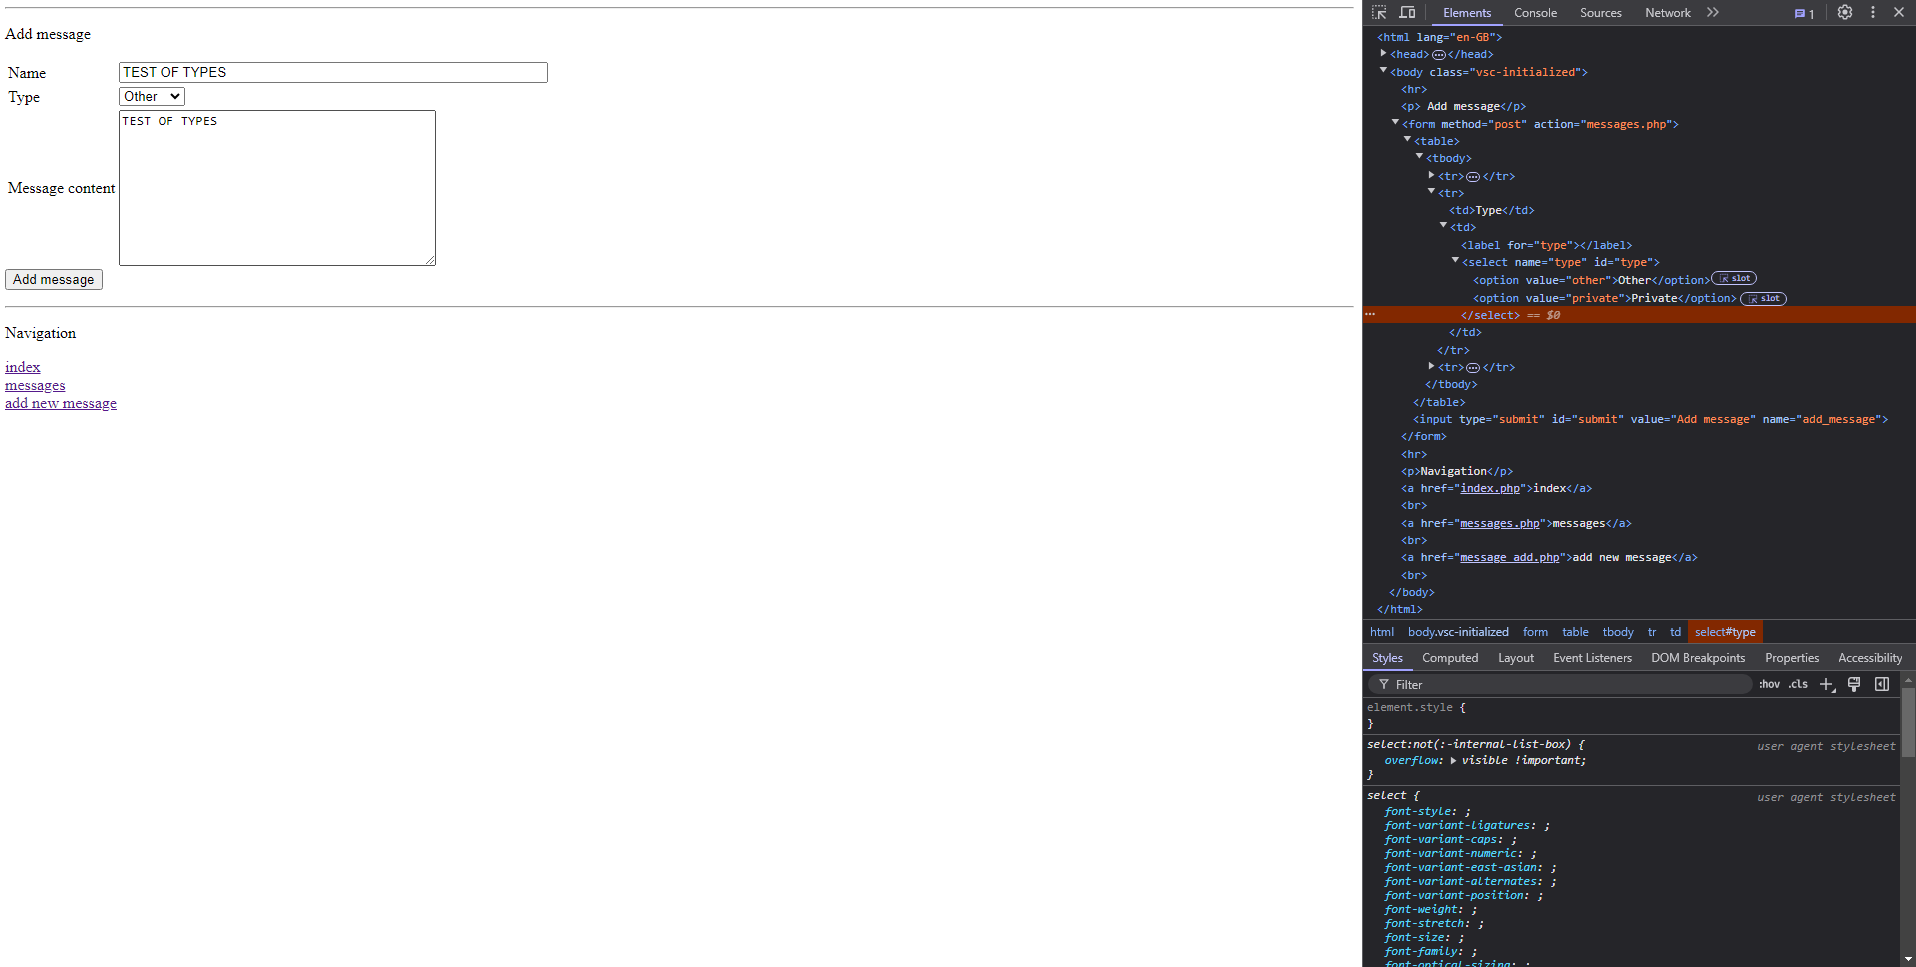 Add message
Name TEST OF TYPES
Type Other
Message content TEST OF TYPES
Add message
Navigation
index
messages
add new message
Elements Console Sources Network 1
<html lang="en-GB">
<head></head>
<body class="vsc-initialized">
<hr>
<p> Add message</p>
<form method="post" action="messages.php">
<table>
<tbody>
<tr></tr>
<tr>
<td>Type</td>
<td>
<label for="type"></label>
<select name="type" id="type">
<option value="other">Other</option> slot
<option value="private">Private</option> slot
</select> == $0
</td>
</tr>
<tr></tr>
</tbody>
</table>
<input type="submit" id="submit" value="Add message" name="add_message">
</form>
<hr>
<p>Navigation</p>
<a href="index.php">index</a>
<br>
<a href="messages.php">messages</a>
<br>
<a href="message_add.php">add new message</a>
<br>
</body>
</html>
html body.vsc-initialized form table tbody tr td select#type
Styles Computed Layout Event Listeners DOM Breakpoints Properties Accessibility
Filter :hov .cls
element.style {
}
select:not(:-internal-list-box) { user agent stylesheet
overflow: visible !important;
}
select { user agent stylesheet
font-style: ;
font-variant-ligatures: ;
font-variant-caps: ;
font-variant-numeric: ;
font-variant-east-asian: ;
font-variant-alternates: ;
font-variant-position: ;
font-weight: ;
font-stretch: ;
font-size: ;
font-family: ;
font-optical-sizing: ;